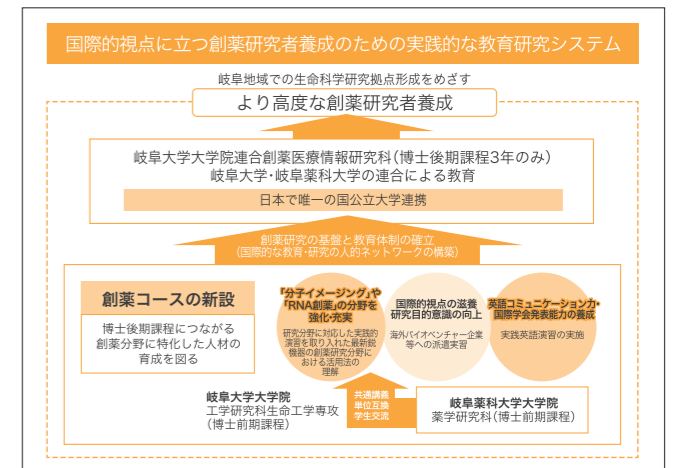 国際的視点に立つ創薬研究者養成のための実践的な教育研究システム
岐阜地域での生命科学研究拠点形成をめざす
より高度な創薬研究者養成
岐阜大学大学院連合創薬医療情報研究科(博士後期課程3年のみ)
岐阜大学・岐阜薬科大学の連合による教育
日本で唯一の国公立大学連携
創薬研究の基盤と教育体制の確立
(国際的な教育・研究の人的ネットワークの構築)
創薬コースの新設
博士後期課程につながる
創薬分野に特化した人材の
育成を図る
「分子イメージング」や
「RNA創薬」の分野を
強化・充実
研究分野に対応した実践的
演習を取り入れた最新鋭
機器の創薬研究分野に
おける活用法の
理解
国際的視点の滋養
研究目的意識の向上
海外バイオベンチャー企業
等への派遣実習
英語コミュニケーション力・
国際学会発表能力の養成
実践英語演習の実施
岐阜大学大学院
工学研究科生命工学専攻
(博士前期課程)
共通講義
単位互換
学生交流
岐阜薬科大学大学院
薬学研究科(博士前期課程)